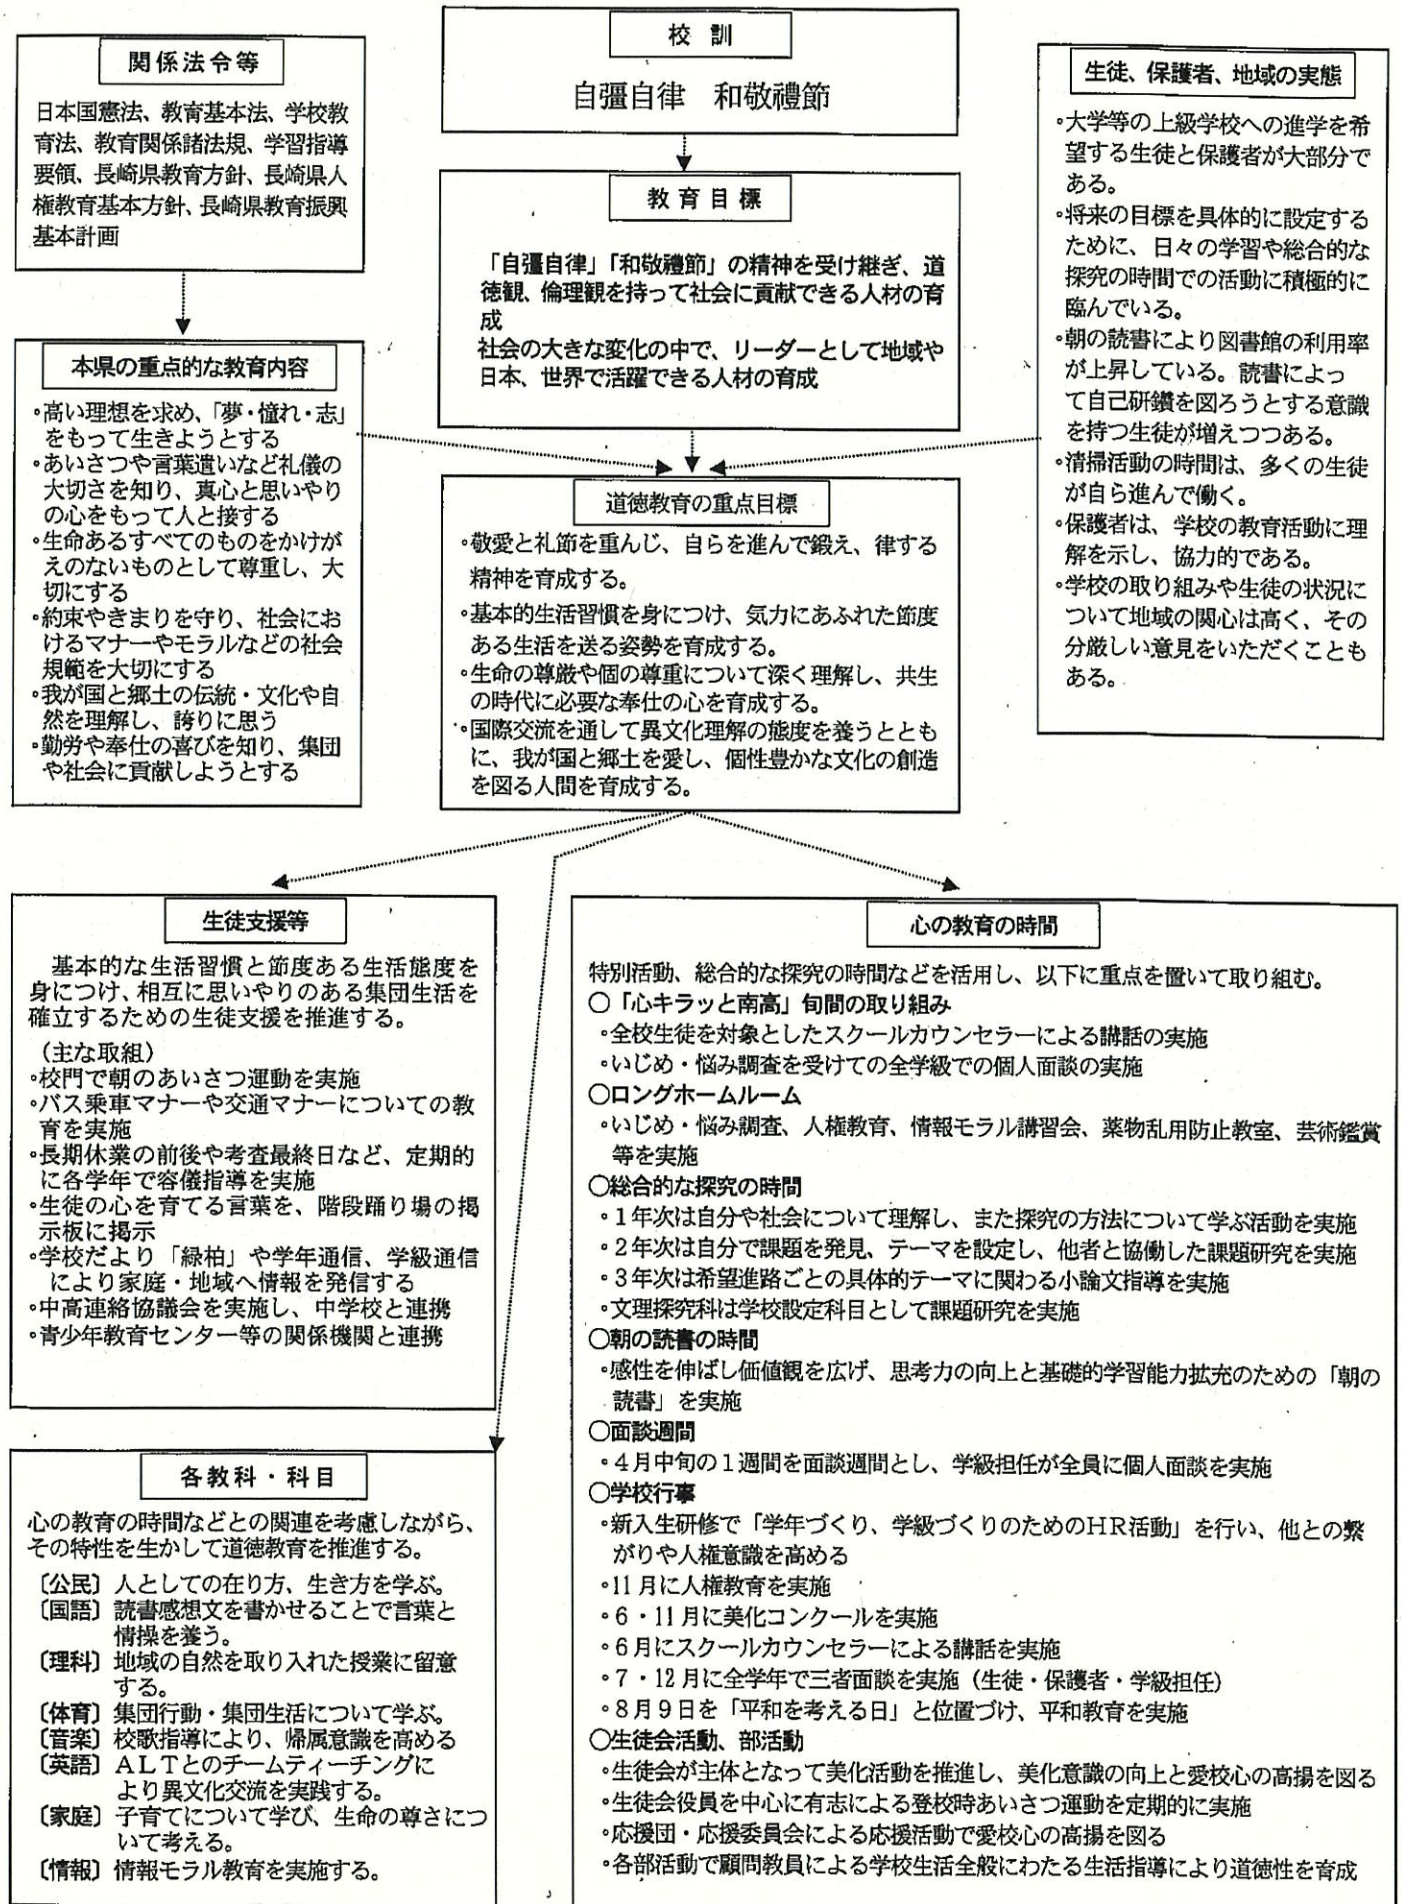 校 訓
自彊自律　和敬禮節
関係法令等
日本国憲法、教育基本法、学校教
育法、教育関係諸法規、学習指導
要領、長崎県教育方針、長崎県人
権教育基本方針、長崎県教育振興
基本計画
教 育 目 標
「自彊自律」「和敬禮節」の精神を受け継ぎ、道
徳観、倫理観を持って社会に貢献できる人材の育
成
社会の大きな変化の中で、リーダーとして地域や
日本、世界で活躍できる人材の育成
生徒、保護者、地域の実態
・大学等の上級学校への進学を希
望する生徒と保護者が大部分で
ある。
・将来の目標を具体的に設定する
ために、日々の学習や総合的な
探究の時間での活動に積極的に
臨んでいる。
・朝の読書により図書館の利用率
が上昇している。読書によっ
て自己研鑽を図ろうとする意識
を持つ生徒が増えつつある。
・清掃活動の時間は、多くの生徒
が自ら進んで働く。
・保護者は、学校の教育活動に理
解を示し、協力的である。
・学校の取り組みや生徒の状況に
ついて地域の関心は高く、その
分厳しい意見をいただくことも
ある。
本県の重点的な教育内容
・高い理想を求め、「夢・憧れ・志」
をもって生きようとする
・あいさつや言葉遣いなど礼儀の
大切さを知り、真心と思いやり
の心をもって人と接する
・生命あるすべてのものをかけが
えのないものとして尊重し、大
切にする
・約束やきまりを守り、社会にお
けるマナーやモラルなどの社会
規範を大切にする
・我が国と郷土の伝統・文化や自
然を理解し、誇りに思う
・勤労や奉仕の喜びを知り、集団
や社会に貢献しようとする
道徳教育の重点目標
・敬愛と礼節を重んじ、自らを進んで鍛え、律する
精神を育成する。
・基本的生活習慣を身につけ、気力にあふれた節度
ある生活を送る姿勢を育成する。
・生命の尊厳や個の尊重について深く理解し、共生
の時代に必要な奉仕の心を育成する。
・国際交流を通して異文化理解の態度を養うととも
に、我が国と郷土を愛し、個性豊かな文化の創造
を図る人間を育成する。
生徒支援等
基本的な生活習慣と節度ある生活態度を
身につけ、相互に思いやりのある集団生活を
確立するための生徒支援を推進する。
（主な取組）
・校門で朝のあいさつ運動を実施
・バス乗車マナーや交通マナーについての教
育を実施
・長期休業の前後や考査最終日など、定期的
に各学年で容儀指導を実施
・生徒の心を育てる言葉を、階段踊り場の掲
示板に掲示
・学校だより「緑柏」や学年通信、学級通信
により家庭・地域へ情報を発信する
・中高連絡協議会を実施し、中学校と連携
・青少年教育センター等の関係機関と連携
各教科・科目
心の教育の時間などとの関連を考慮しながら、
その特性を生かして道徳教育を推進する。
〔公民〕人としての在り方、生き方を学ぶ。
〔国語〕読書感想文を書かせることで言葉と
情操を養う。
〔理科〕地域の自然を取り入れた授業に留意
する。
〔体育〕集団行動・集団生活について学ぶ。
〔音楽〕校歌指導により、帰属意識を高める
〔英語〕ＡＬＴとのチームティーチングに
より異文化交流を実践する。
〔家庭〕子育てについて学び、生命の尊さにつ
いて考える。
〔情報〕情報モラル教育を実施する。
心の教育の時間
特別活動、総合的な探究の時間などを活用し、以下に重点を置いて取り組む。
○「心キラッと南高」旬間の取り組み
・全校生徒を対象としたスクールカウンセラーによる講話の実施
・いじめ・悩み調査を受けての全学級での個人面談の実施
○ロングホームルーム
・いじめ・悩み調査、人権教育、情報モラル講習会、薬物乱用防止教室、芸術鑑賞
等を実施
○総合的な探究の時間
・１年次は自分や社会について理解し、また探究の方法について学ぶ活動を実施
・２年次は自分で課題を発見、テーマを設定し、他者と協働した課題研究を実施
・３年次は希望進路ごとの具体的テーマに関わる小論文指導を実施
・文理探究科は学校設定科目として課題研究を実施
○朝の読書の時間
・感性を伸ばし価値観を広げ、思考力の向上と基礎的学習能力拡充のための「朝の
読書」を実施
○面談週間
・４月中旬の１週間を面談週間とし、学級担任が全員に個人面談を実施
○学校行事
・新入生研修で「学年づくり、学級づくりのためのHR活動」を行い、他との繋
がりや人権意識を高める
・11月に人権教育を実施
・６・11月に美化コンクールを実施
・６月にスクールカウンセラーによる講話を実施
・７・12月に全学年で三者面談を実施（生徒・保護者・学級担任）
・８月９日を「平和を考える日」と位置づけ、平和教育を実施
○生徒会活動、部活動
・生徒会が主体となって美化活動を推進し、美化意識の向上と愛校心の高揚を図る
・生徒会役員を中心に有志による登校時あいさつ運動を定期的に実施
・応援団・応援委員会による応援活動で愛校心の高揚を図る
・各部活動で顧問教員による学校生活全般にわたる生活指導により道徳性を育成